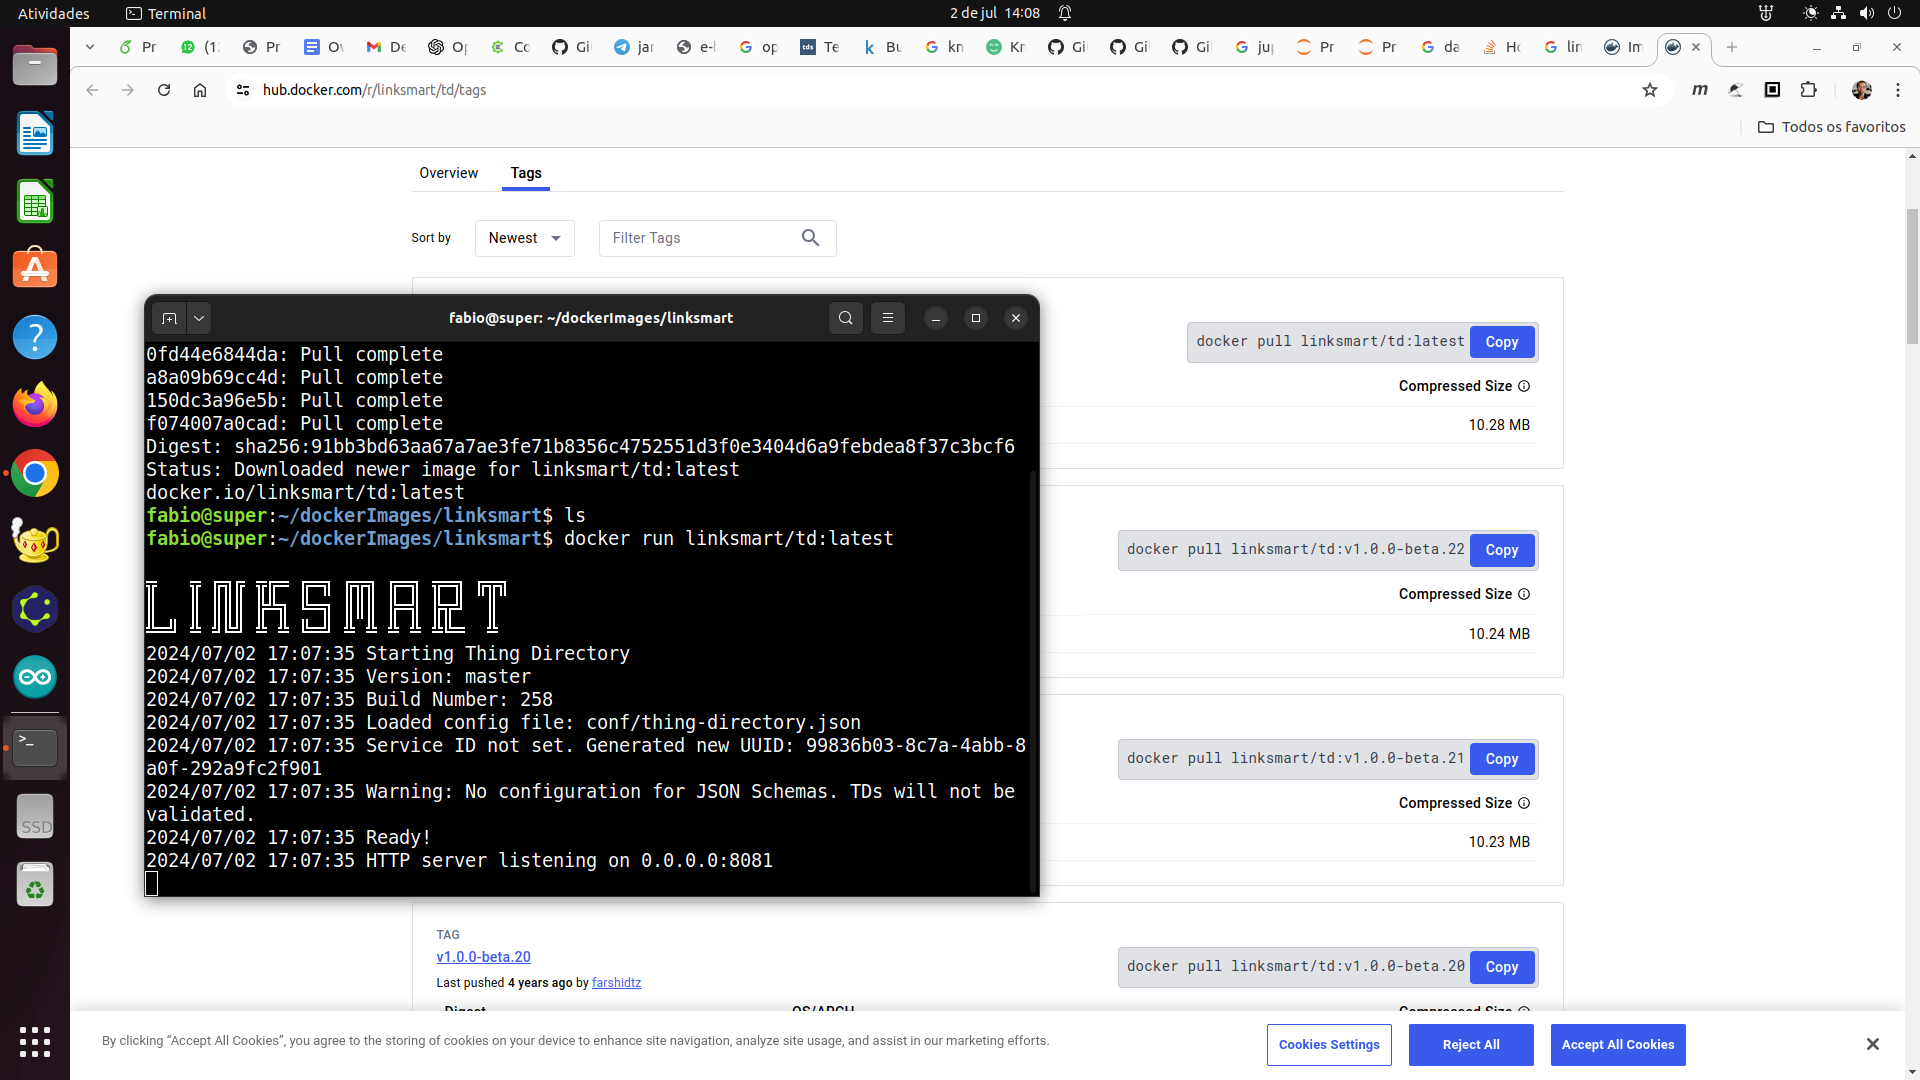 Atividades
Terminal
2 de jul 14:08
Pr
(1
Pr
O
De
O
Co
Gi
jar
e-l
op
Te
Bu
kn
Kr
Gi
Gi
Gi
ju
Pr
Pr
da
Ho
lin
Im
hub.docker.com/r/linksmart/td/tags
m
Todos os favoritos
Overview
Tags
Sort by
Newest
Filter Tags
docker pull linksmart/td:latest
Copy
Compressed Size
10.28 MB
docker pull linksmart/td:v1.0.0-beta.22
Copy
Compressed Size
10.24 MB
docker pull linksmart/td:v1.0.0-beta.21
Copy
Compressed Size
10.23 MB
fabio@super: ~/dockerImages/linksmart
0fd44e6844da: Pull complete
a8a09b69cc4d: Pull complete
150dc3a96e5b: Pull complete
f074007a0cad: Pull complete
Digest: sha256:91bb3bd63aa67a7ae3fe71b8356c4752551d3f0e3404d6a9febdea8f37c3bcf6
Status: Downloaded newer image for linksmart/td:latest
docker.io/linksmart/td:latest
fabio@super:~/dockerImages/linksmart$ ls
fabio@super:~/dockerImages/linksmart$ docker run linksmart/td:latest
LINKSMART
2024/07/02 17:07:35 Starting Thing Directory
2024/07/02 17:07:35 Version: master
2024/07/02 17:07:35 Build Number: 258
2024/07/02 17:07:35 Loaded config file: conf/thing-directory.json
2024/07/02 17:07:35 Service ID not set. Generated new UUID: 99836b03-8c7a-4abb-8
a0f-292a9fc2f901
2024/07/02 17:07:35 Warning: No configuration for JSON Schemas. TDs will not be
validated.
2024/07/02 17:07:35 Ready!
2024/07/02 17:07:35 HTTP server listening on 0.0.0.0:8081
SSD
TAG
v1.0.0-beta.20
Last pushed 4 years ago by farshidtz
docker pull linksmart/td:v1.0.0-beta.20
Copy
Digest
OS/ARCH
Compressed Size
By clicking “Accept All Cookies”, you agree to the storing of cookies on your device to enhance site navigation, analyze site usage, and assist in our marketing efforts.
Cookies Settings
Reject All
Accept All Cookies